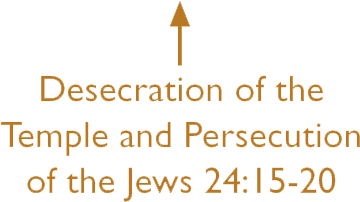 Desecration of the
Temple and Persecution
of the Jews 24:15-20